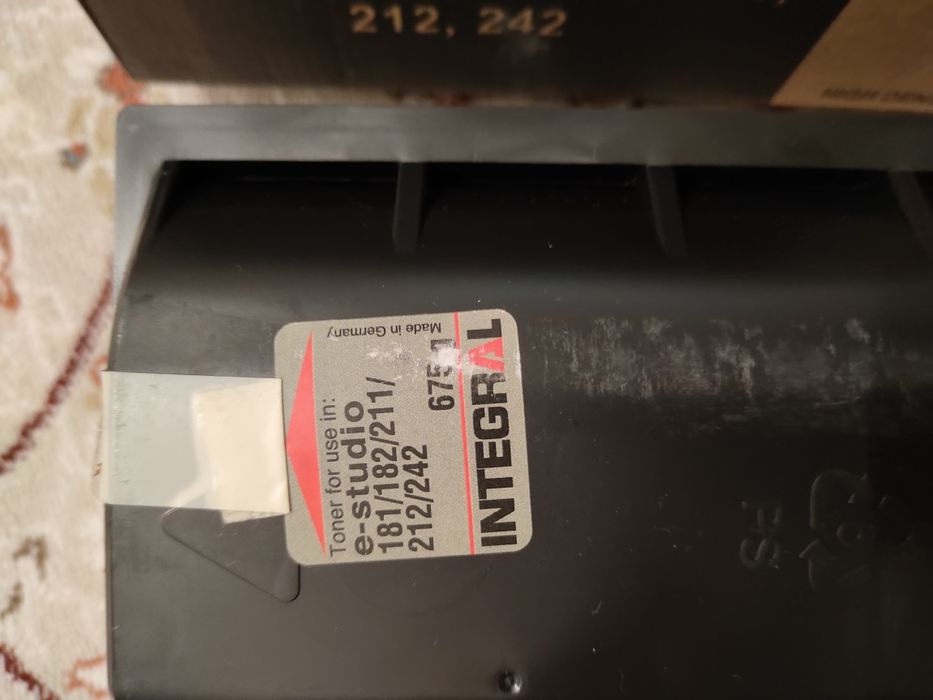 212, 242
Toner for use in:
e-studio
181/182/211/
212/242
Made in Germany
INTEGRAL